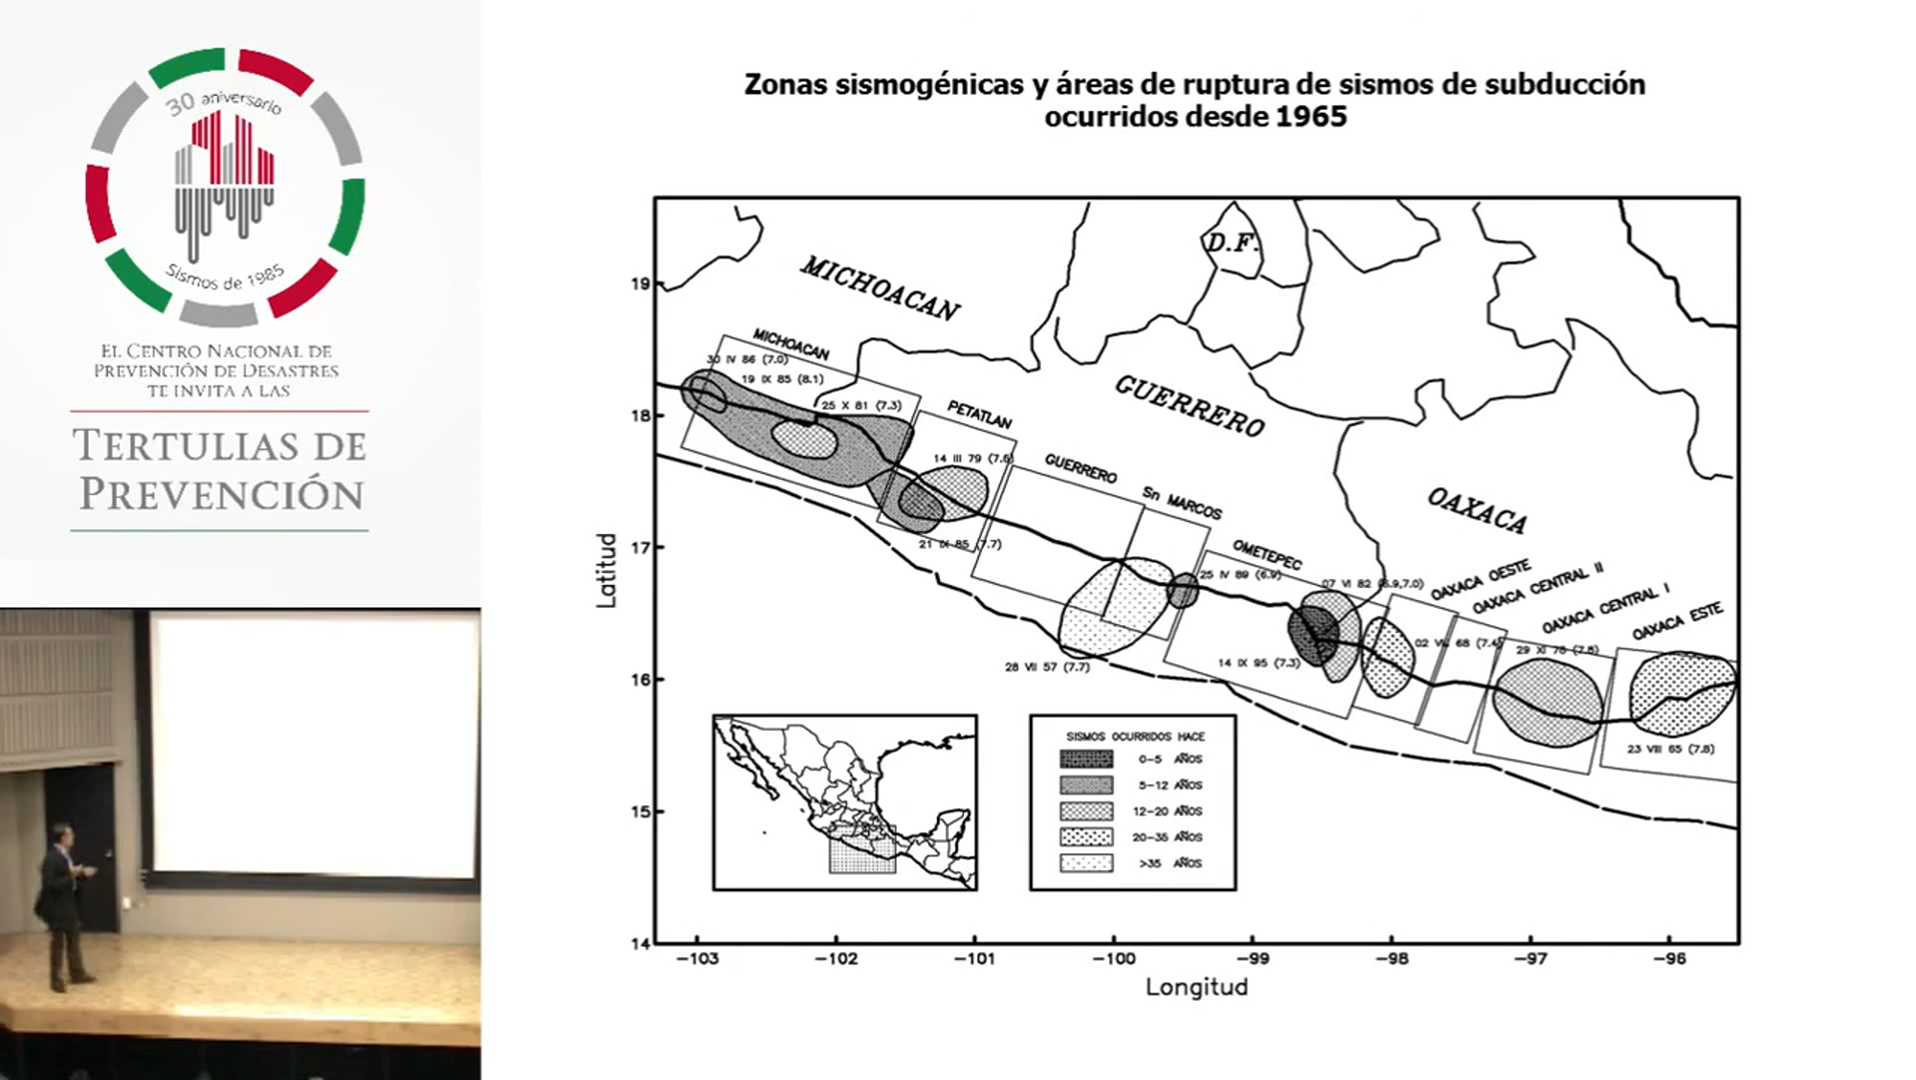 30 aniversario
Sismos de 1985
El Centro Nacional de
Prevención de Desastres
te invita a las
Tertulias de
Prevención
Zonas sismogénicas y áreas de ruptura de sismos de subducción
ocurridos desde 1965
MICHOACAN
D.F.
GUERRERO
OAXACA
MICHOACAN
30 IV 86 (7.0)
19 IX 85 (8.1)
25 X 81 (7.3)
PETATLAN
14 III 79 (7.6)
21 IX 85 (7.7)
GUERRERO
Sn MARCOS
28 VII 57 (7.7)
25 IV 89 (6.9)
OMETEPEC
07 VI 82 (6.9,7.0)
14 IX 95 (7.3)
OAXACA OESTE
02 68 (7.4)
OAXACA CENTRAL II
OAXACA CENTRAL I
29 XI 78 (7.8)
OAXACA ESTE
23 VIII 65 (7.8)
SISMOS OCURRIDOS HACE
0-5 AÑOS
5-12 AÑOS
12-20 AÑOS
20-35 AÑOS
>35 AÑOS
Latitud
19
18
17
16
15
14
-103 -102 -101 -100 -99 -98 -97 -96
Longitud